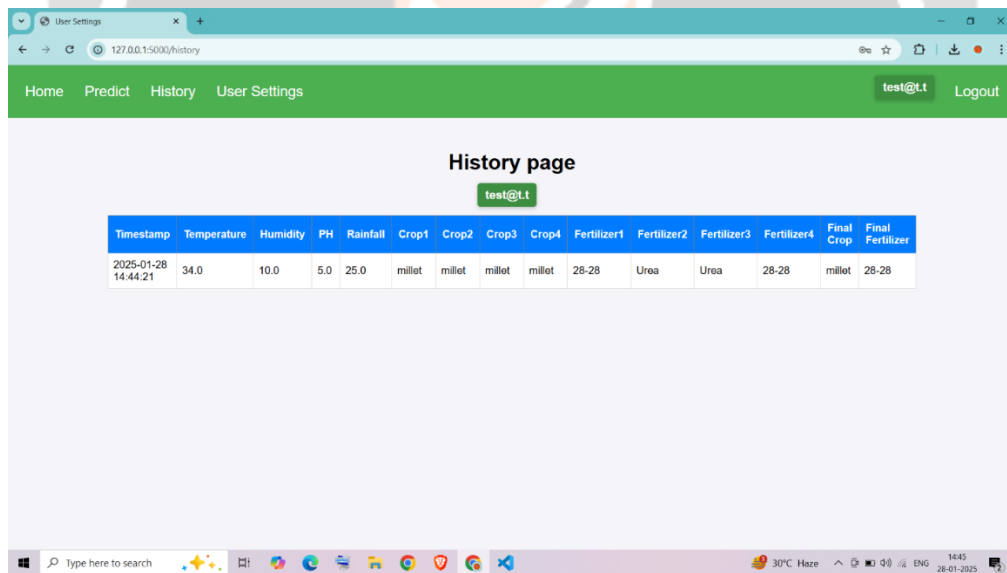 User Settings
127.0.0.1:5000/history
Home Predict History User Settings test@t.t Logout
History page
test@t.t
Timestamp Temperature Humidity PH Rainfall Crop1 Crop2 Crop3 Crop4 Fertilizer1 Fertilizer2 Fertilizer3 Fertilizer4 Final Crop Final Fertilizer
2025-01-28 14:44:21 34.0 10.0 5.0 25.0 millet millet millet millet 28-28 Urea Urea 28-28 millet 28-28
Type here to search 30°C Haze ENG 14:45
28-01-2025